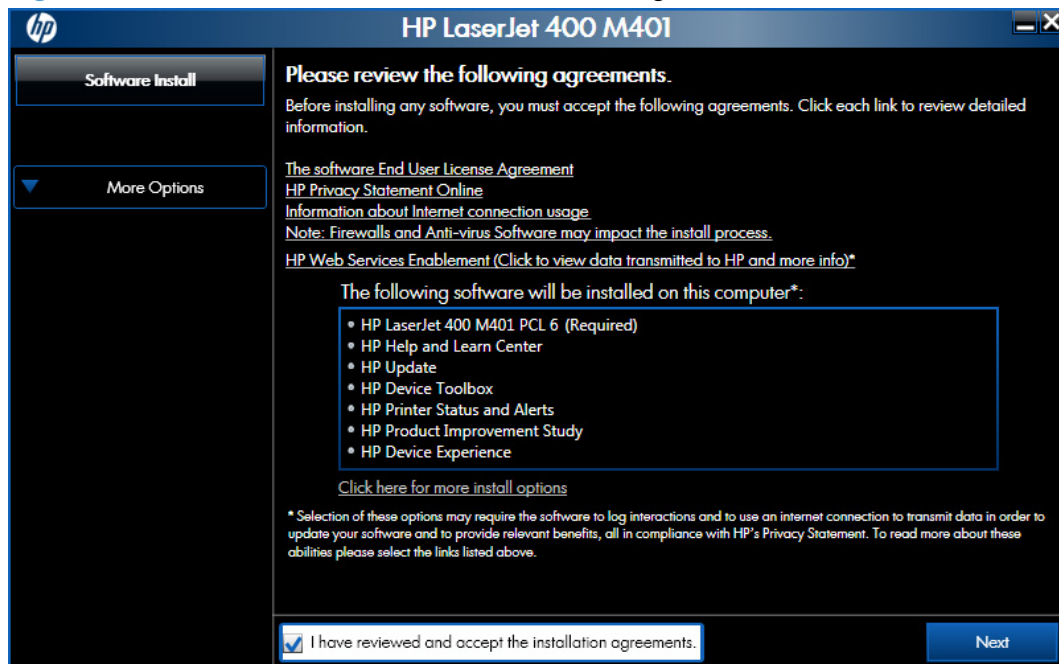 hp
HP LaserJet 400 M401
Software Install
More Options
Please review the following agreements.
Before installing any software, you must accept the following agreements. Click each link to review detailed
information.
The software End User License Agreement
HP Privacy Statement Online
Information about Internet connection usage
Note: Firewalls and Anti-virus Software may impact the install process.
HP Web Services Enablement (Click to view data transmitted to HP and more info)*
The following software will be installed on this computer*:
• HP LaserJet 400 M401 PCL 6 (Required)
• HP Help and Learn Center
• HP Update
• HP Device Toolbox
• HP Printer Status and Alerts
• HP Product Improvement Study
• HP Device Experience
Click here for more install options
* Selection of these options may require the software to log interactions and to use an internet connection to transmit data in order to
update your software and to provide relevant benefits, all in compliance with HP's Privacy Statement. To read more about these
abilities please select the links listed above.
I have reviewed and accept the installation agreements.
Next